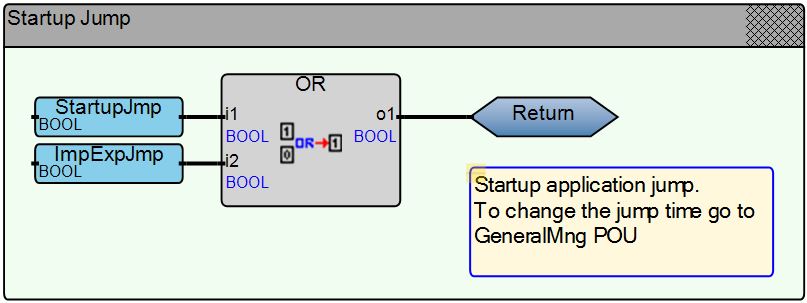 Startup Jump
OR
StartupJmp
BOOL
i1
BOOL
o1
BOOL
1
0
OR
1
Return
ImpExpJmp
BOOL
i2
BOOL
Startup application jump.
To change the jump time go to
GeneralMng POU